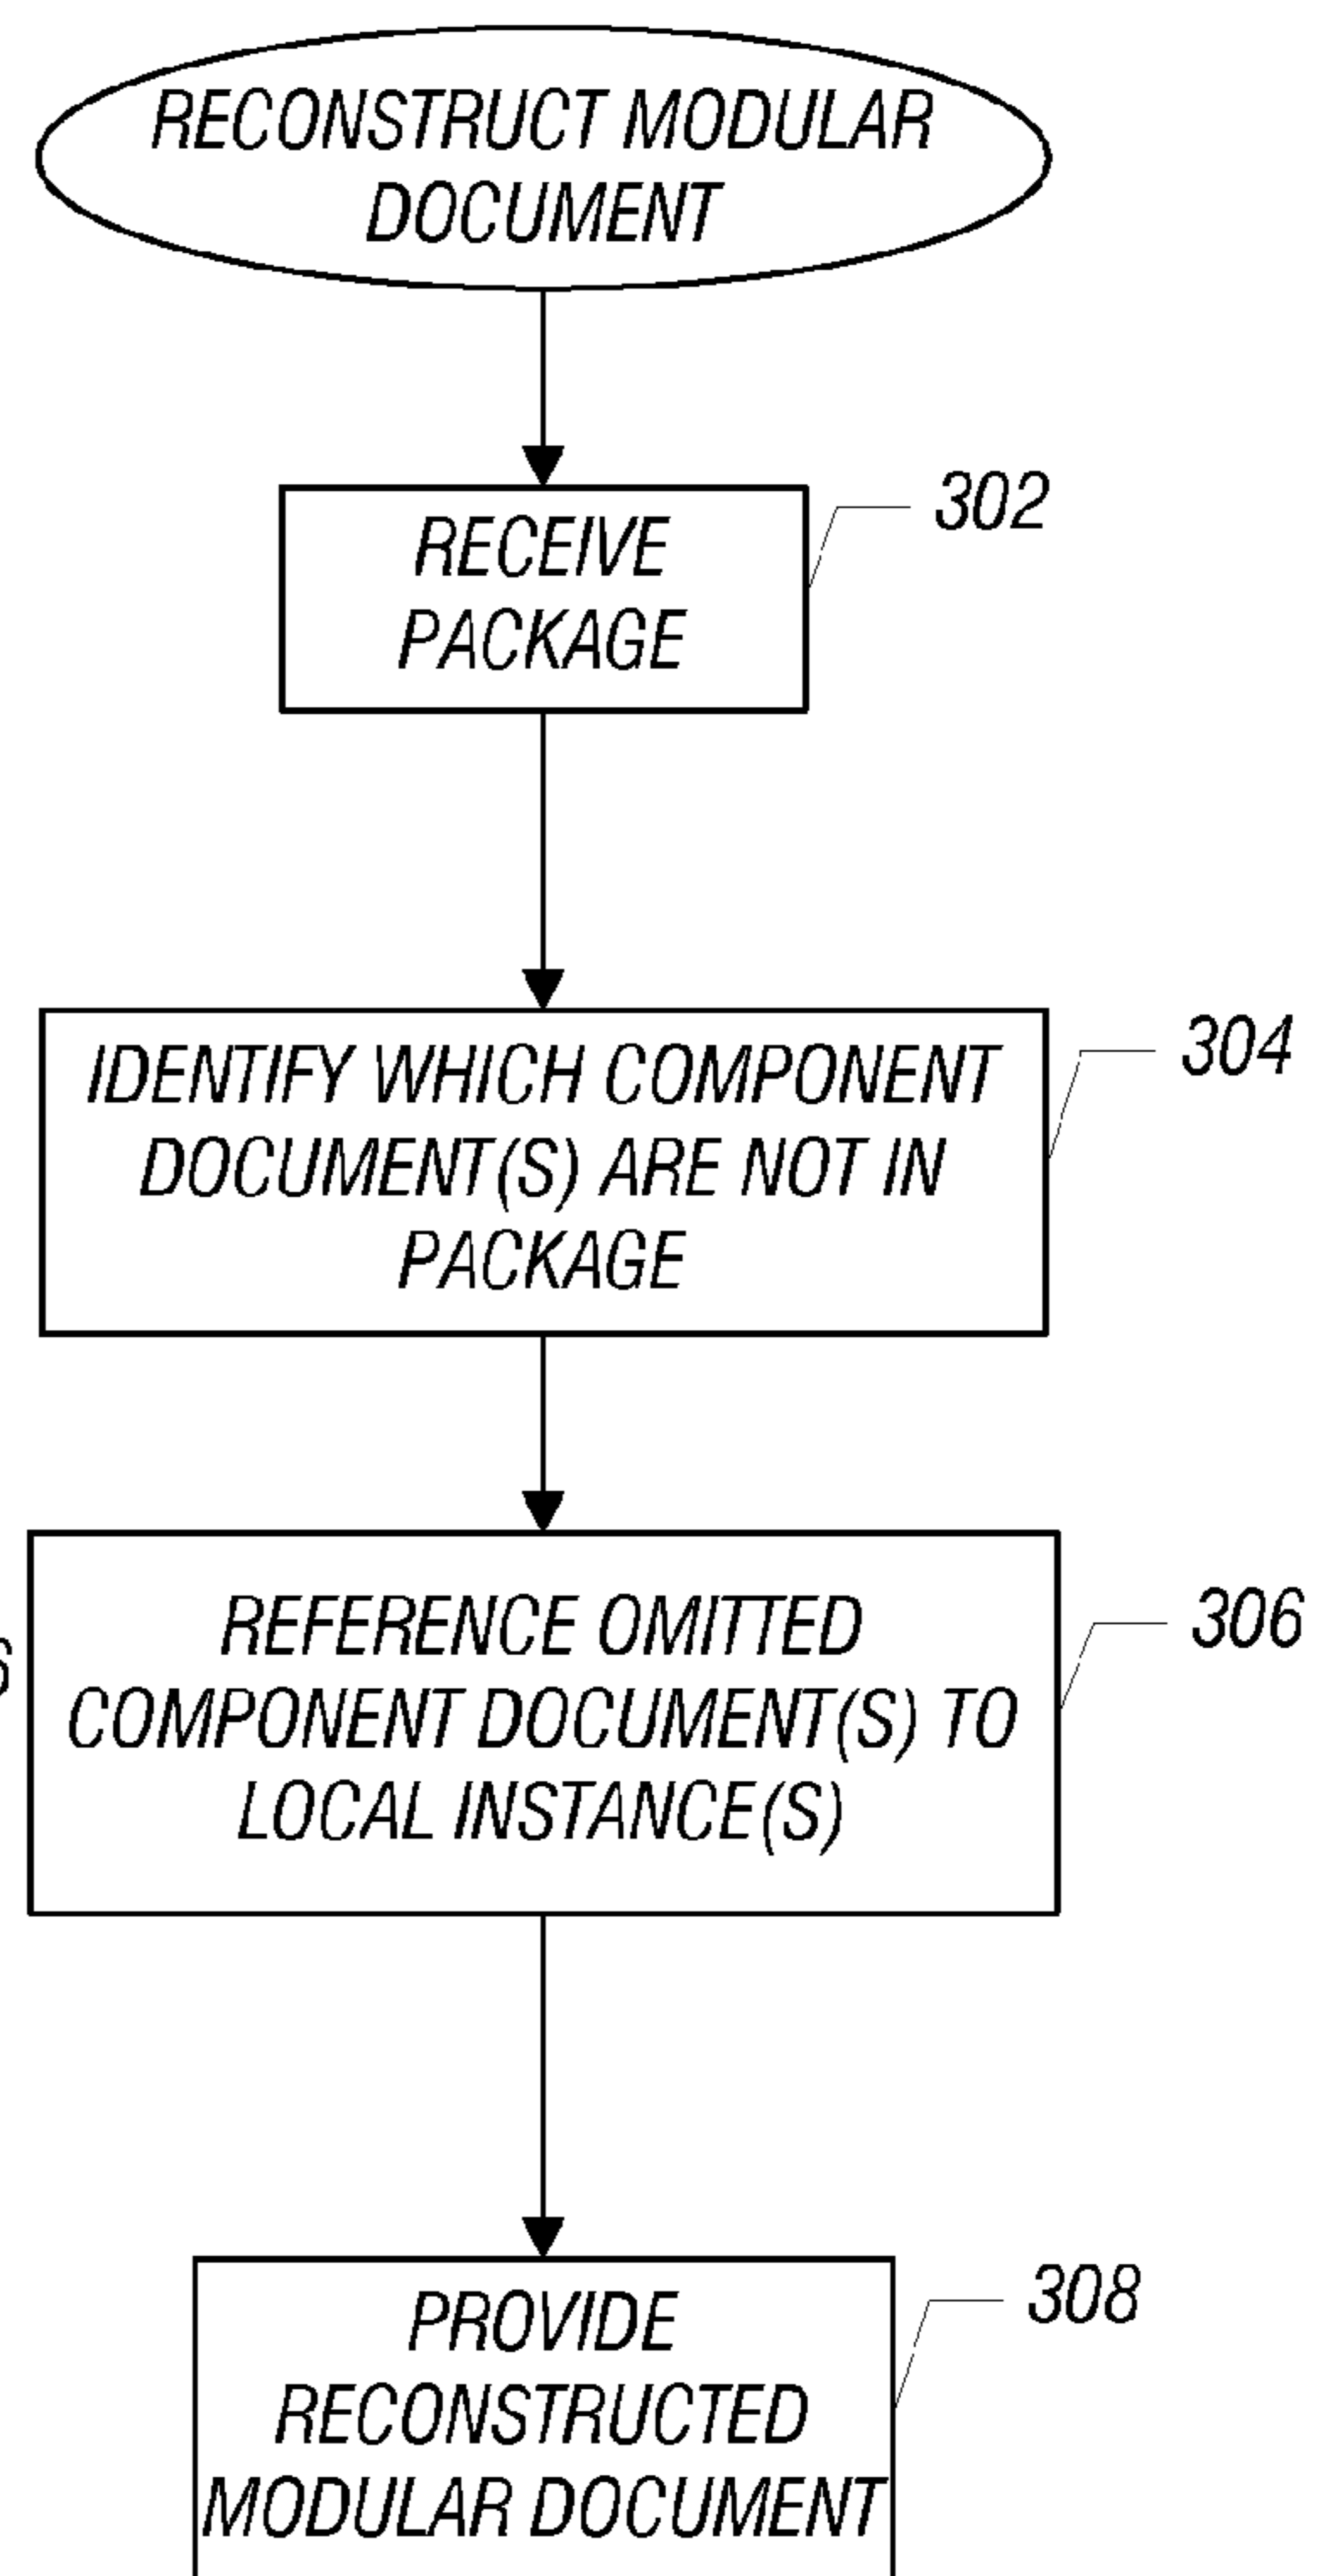 RECONSTRUCT MODULAR
DOCUMENT
RECEIVE
PACKAGE
302
IDENTIFY WHICH COMPONENT
DOCUMENT(S) ARE NOT IN
PACKAGE
304
REFERENCE OMITTED
COMPONENT DOCUMENT(S) TO
LOCAL INSTANCE(S)
306
PROVIDE
RECONSTRUCTED
MODULAR DOCUMENT
308